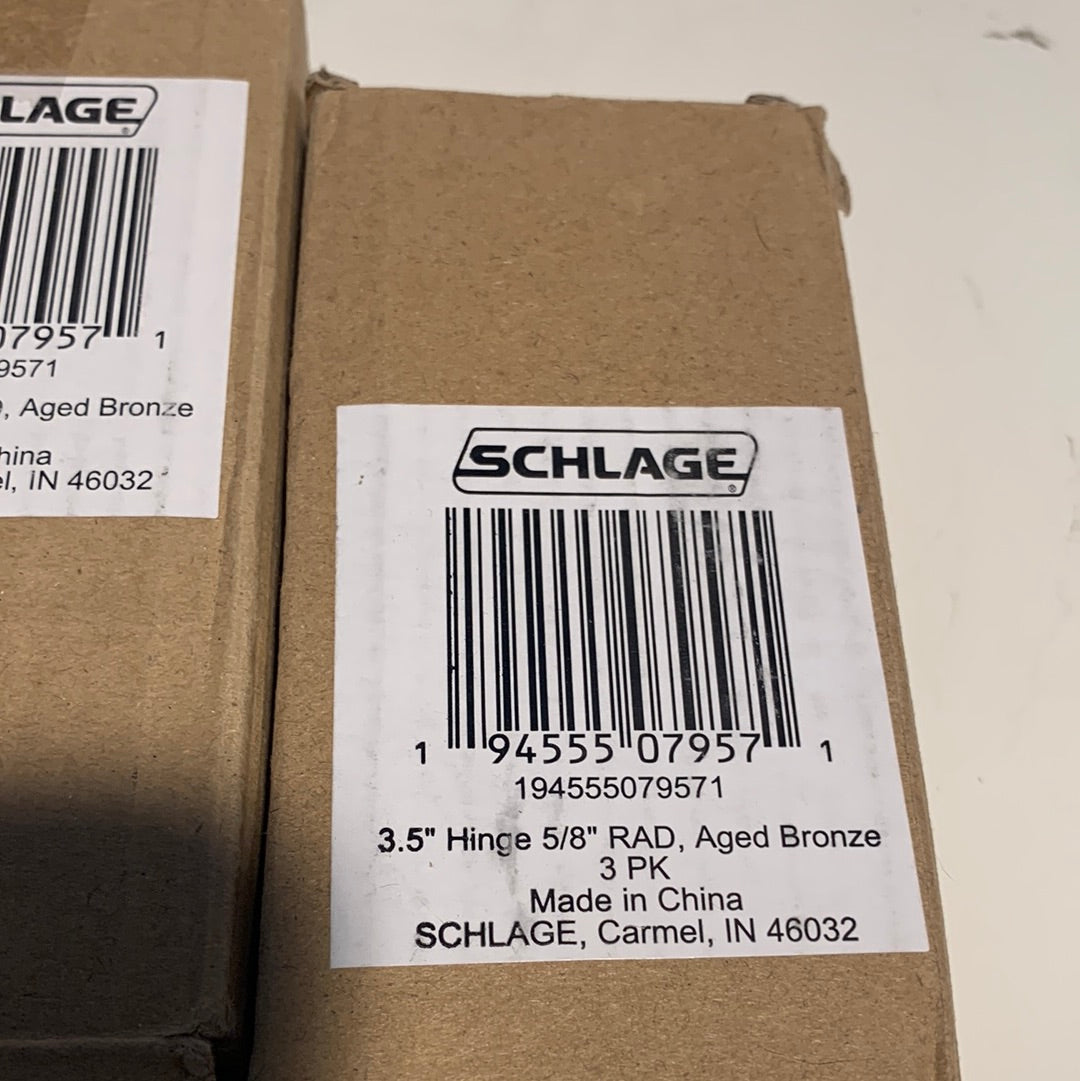 LAGE
®
07957 1
9571
, Aged Bronze
hina
el, IN 46032
SCHLAGE
®
1 94555 07957 1
194555079571
3.5" Hinge 5/8" RAD, Aged Bronze
3 PK
Made in China
SCHLAGE, Carmel, IN 46032